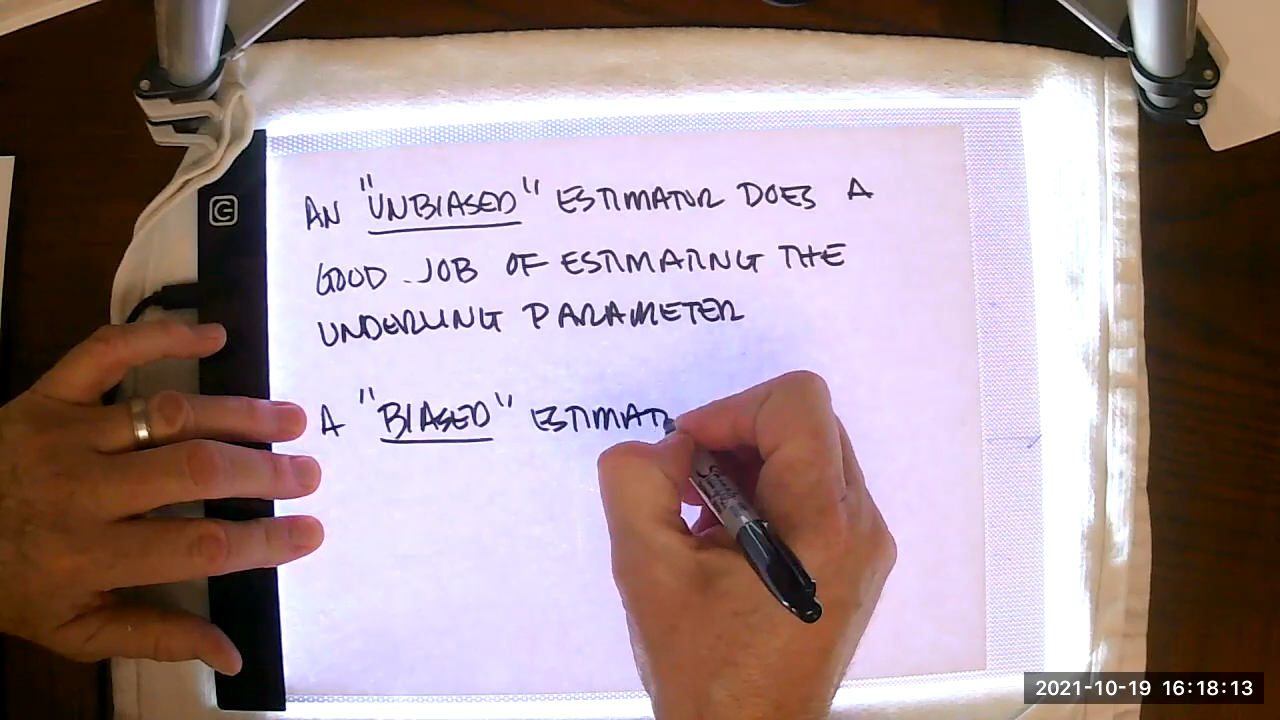 AN "UNBIASED" ESTIMATOR DOES A
GOOD JOB OF ESTIMATING THE
UNDERLING PARAMETER
A "BIASED" ESTIMAT
2021-10-19 16:18:13